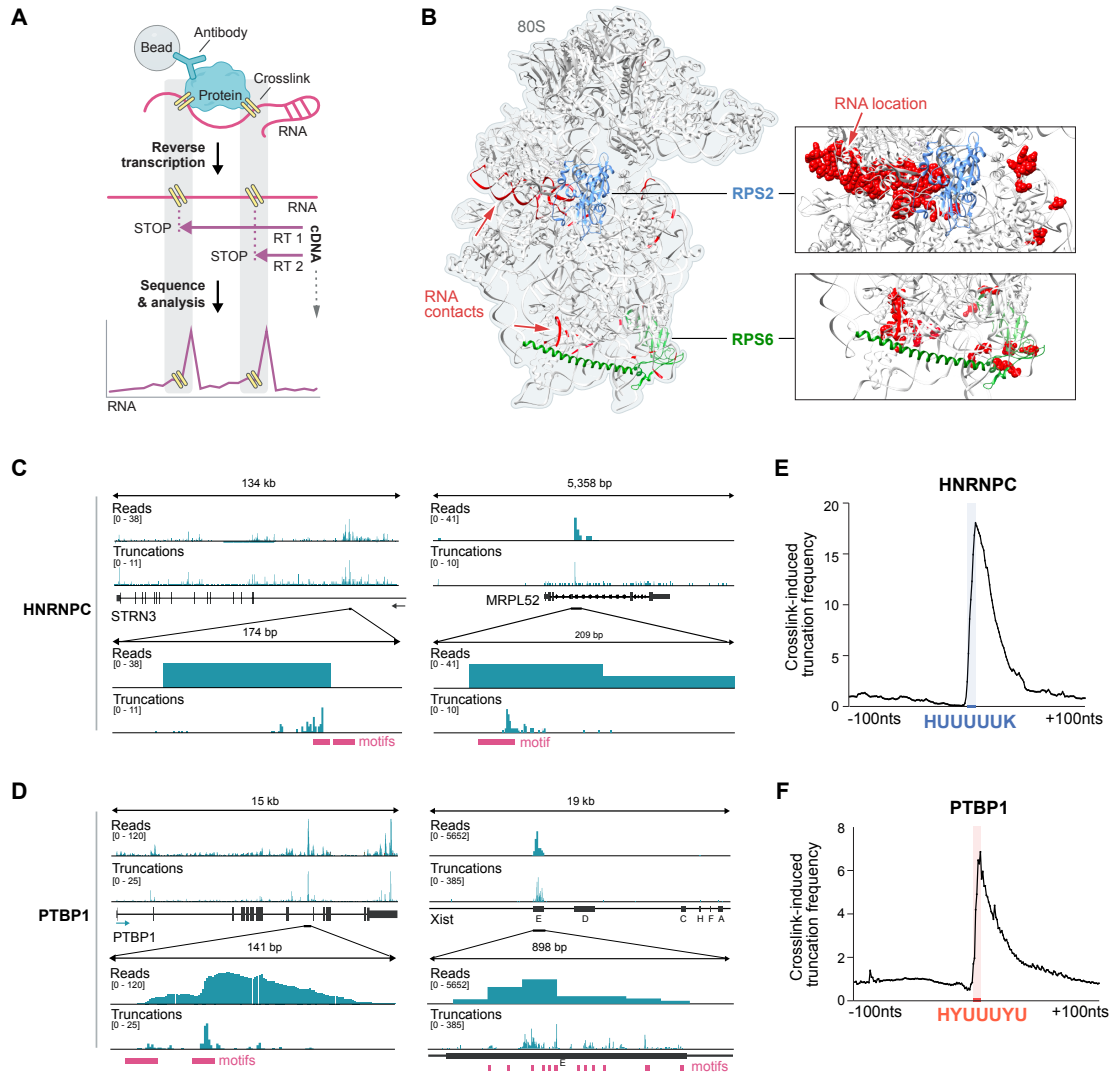 A
Bead
Antibody
Protein
Crosslink
RNA
Reverse
transcription
RNA
STOP
RT 1
STOP
RT 2
cDNA
Sequence
& analysis
RNA
B
80S
RNA location
RPS2
RNA
contacts
RPS6
C
HNRNPC
134 kb
Reads
[0 - 38]
Truncations
[0 - 11]
STRN3
174 bp
Reads
[0 - 38]
Truncations
[0 - 11]
motifs
5,358 bp
Reads
[0 - 41]
Truncations
[0 - 10]
MRPL52
209 bp
Reads
[0 - 41]
Truncations
[0 - 10]
motif
E
HNRNPC
Crosslink-induced
truncation frequency
20
15
10
5
0
-100nts
HUUUUUK
+100nts
D
PTBP1
15 kb
Reads
[0 - 120]
Truncations
[0 - 25]
PTBP1
141 bp
Reads
[0 - 120]
Truncations
[0 - 25]
motifs
19 kb
Reads
[0 - 5652]
Truncations
[0 - 385]
Xist
E D C H F A
898 bp
Reads
[0 - 5652]
Truncations
[0 - 385]
E
motifs
F
PTBP1
Crosslink-induced
truncation frequency
8
6
4
2
0
-100nts
HYUUUYU
+100nts